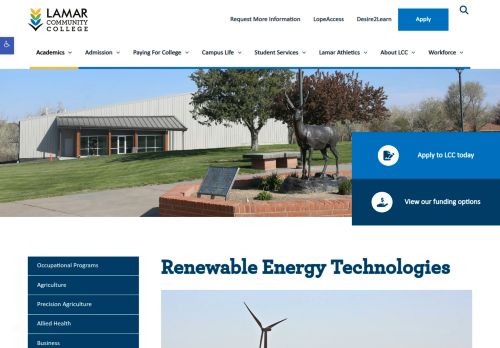 LAMAR
COMMUNITY
COLLEGE
Request More Information
LopeAccess
Desire2Learn
Apply
Academics
Admission
Paying For College
Campus Life
Student Services
Lamar Athletics
About LCC
Workforce
Apply to LCC today
View our funding options
Occupational Programs
Agriculture
Precision Agriculture
Allied Health
Business
Renewable Energy Technologies